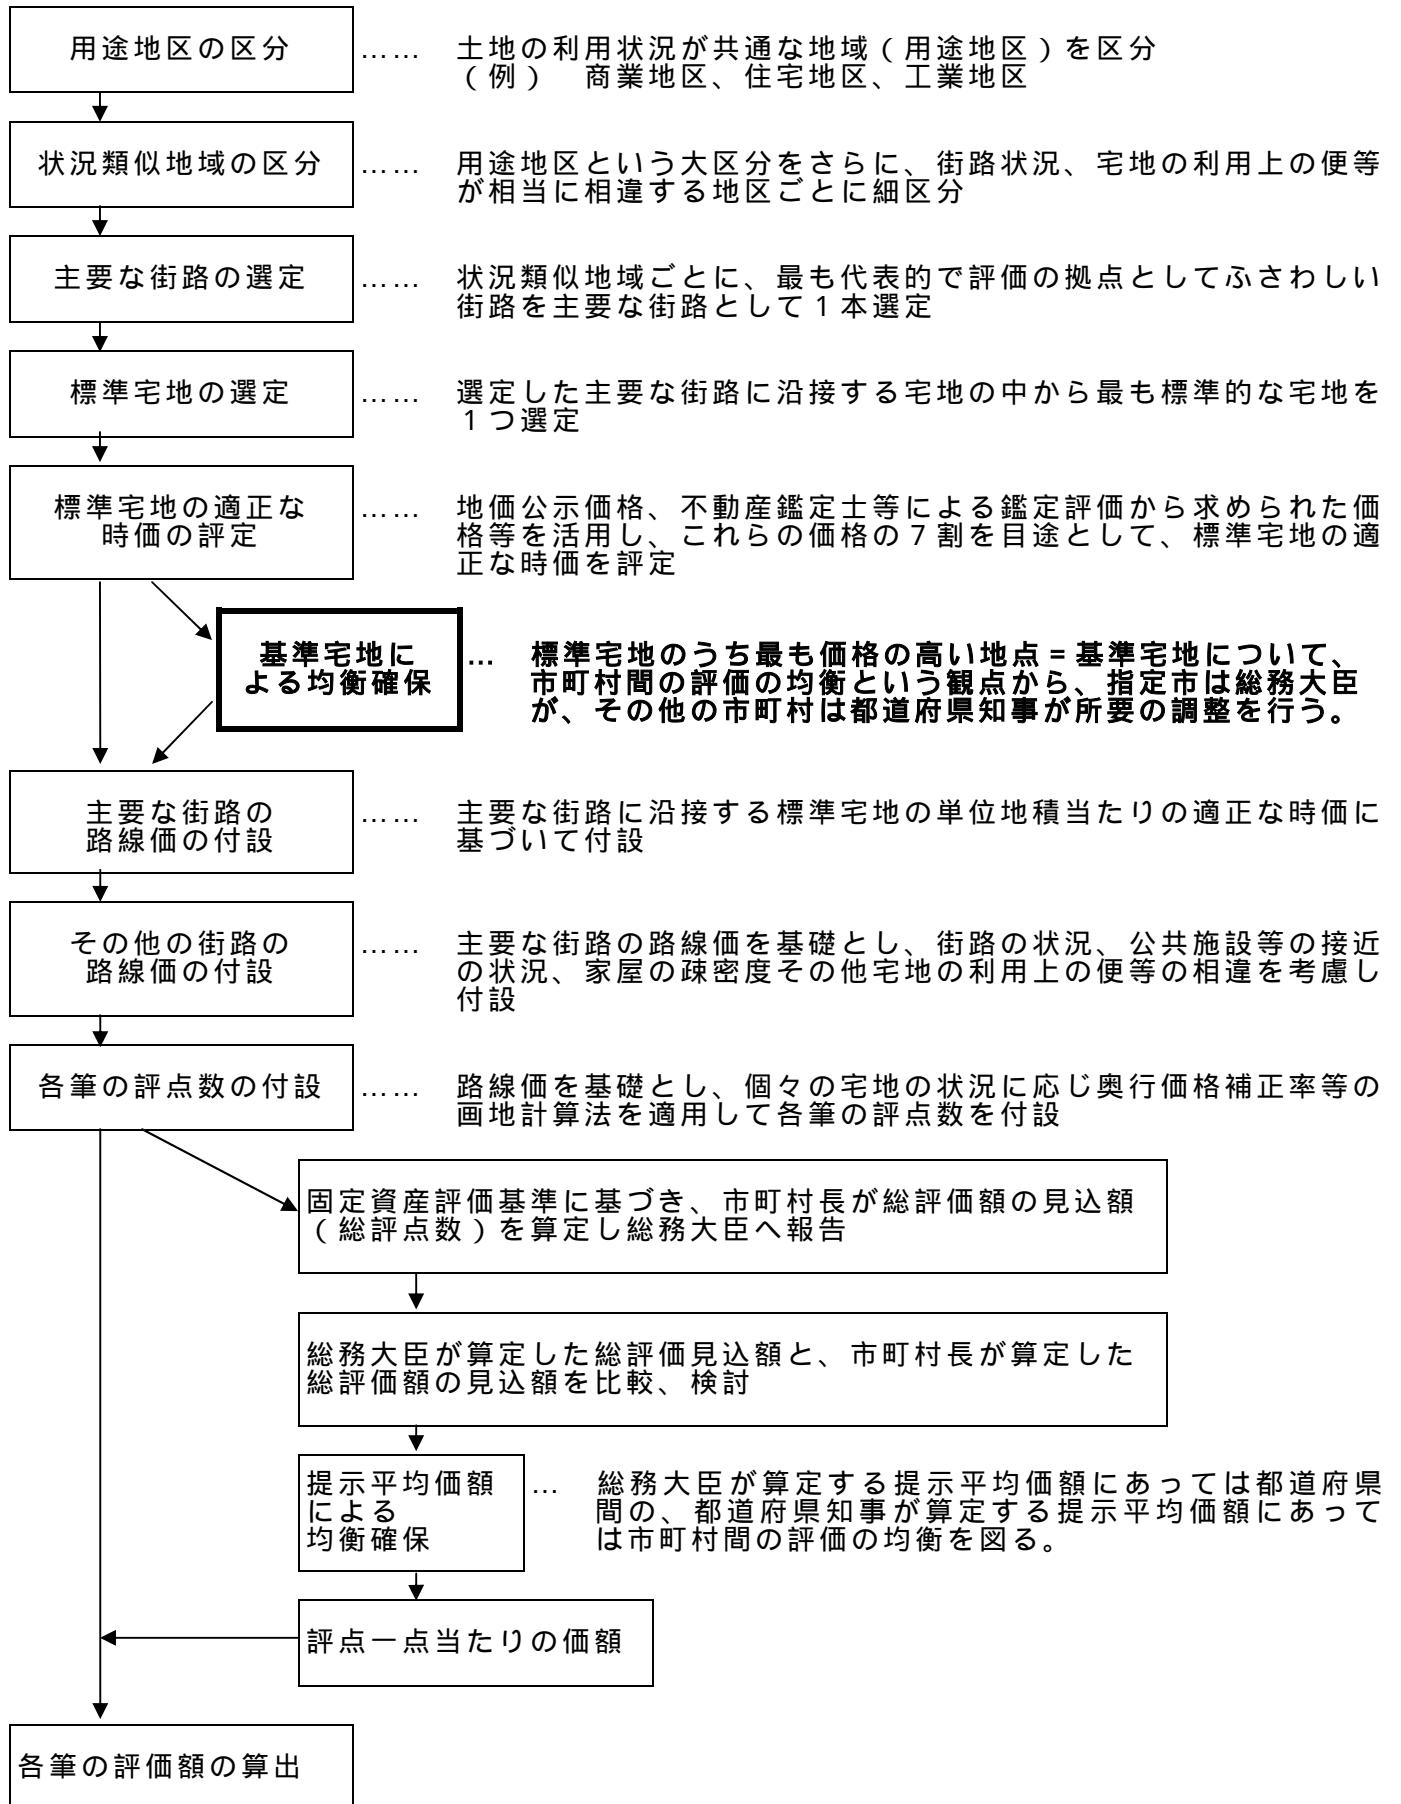 用途地区の区分 …… 土地の利用状況が共通な地域（用途地区）を区分
（例）　商業地区、住宅地区、工業地区
状況類似地域の区分 …… 用途地区という大区分をさらに、街路状況、宅地の利用上の便等
が相当に相違する地区ごとに細区分
主要な街路の選定 …… 状況類似地域ごとに、最も代表的で評価の拠点としてふさわしい
街路を主要な街路として１本選定
標準宅地の選定 …… 選定した主要な街路に沿接する宅地の中から最も標準的な宅地を
１つ選定
標準宅地の適正な
時価の評定
…… 地価公示価格、不動産鑑定士等による鑑定評価から求められた価
格等を活用し、これらの価格の７割を目途として、標準宅地の適
正な時価を評定
基準宅地に
よる均衡確保
… 標準宅地のうち最も価格の高い地点＝基準宅地について、
市町村間の評価の均衡という観点から、指定市は総務大臣
が、その他の市町村は都道府県知事が所要の調整を行う。
主要な街路の
路線価の付設
…… 主要な街路に沿接する標準宅地の単位地積当たりの適正な時価に
基づいて付設
その他の街路の
路線価の付設
…… 主要な街路の路線価を基礎とし、街路の状況、公共施設等の接近
の状況、家屋の疎密度その他宅地の利用上の便等の相違を考慮し
付設
各筆の評点数の付設 …… 路線価を基礎とし、個々の宅地の状況に応じ奥行価格補正率等の
画地計算法を適用して各筆の評点数を付設
固定資産評価基準に基づき、市町村長が総評価額の見込額
（総評点数）を算定し総務大臣へ報告
総務大臣が算定した総評価見込額と、市町村長が算定した
総評価額の見込額を比較、検討
提示平均価額
による
均衡確保
… 総務大臣が算定する提示平均価額にあっては都道府県
間の、都道府県知事が算定する提示平均価額にあって
は市町村間の評価の均衡を図る。
評点一点当たりの価額
各筆の評価額の算出